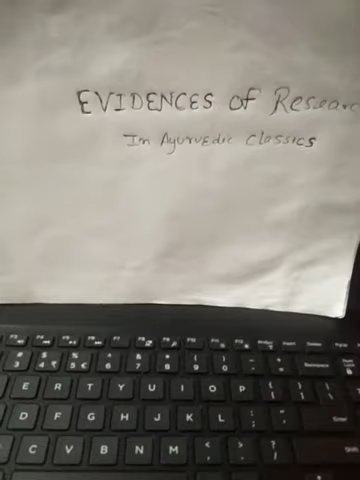 EVIDENCES of Researc
In Ayurvedic Classics
E R T Y U I O P
D F G H J K L
C V B N M